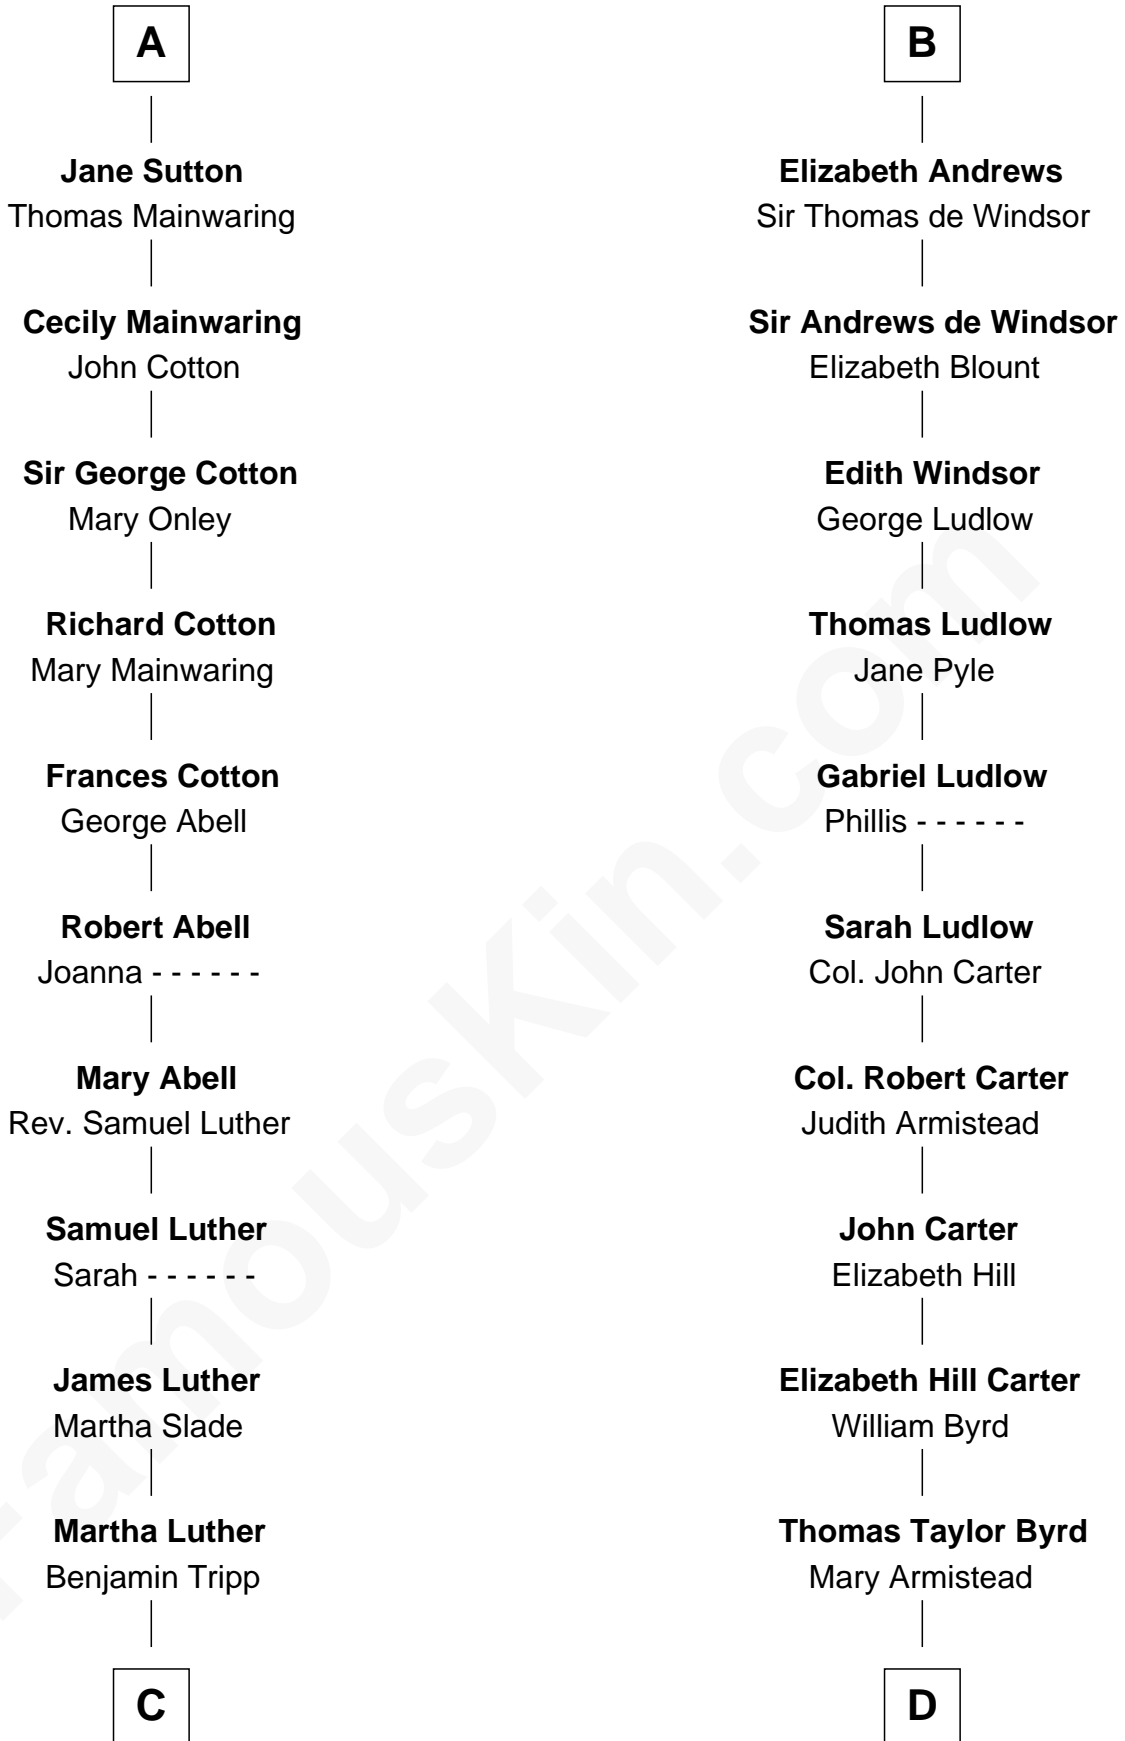 A
Jane Sutton
Thomas Mainwaring
Cecily Mainwaring
John Cotton
Sir George Cotton
Mary Onley
Richard Cotton
Mary Mainwaring
Frances Cotton
George Abell
Robert Abell
Joanna - - - - - -
Mary Abell
Rev. Samuel Luther
Samuel Luther
Sarah - - - - - -
James Luther
Martha Slade
Martha Luther
Benjamin Tripp
C
B
Elizabeth Andrews
Sir Thomas de Windsor
Sir Andrews de Windsor
Elizabeth Blount
Edith Windsor
George Ludlow
Thomas Ludlow
Jane Pyle
Gabriel Ludlow
Phillis - - - - - -
Sarah Ludlow
Col. John Carter
Col. Robert Carter
Judith Armistead
John Carter
Elizabeth Hill
Elizabeth Hill Carter
William Byrd
Thomas Taylor Byrd
Mary Armistead
D
FamousKin.com